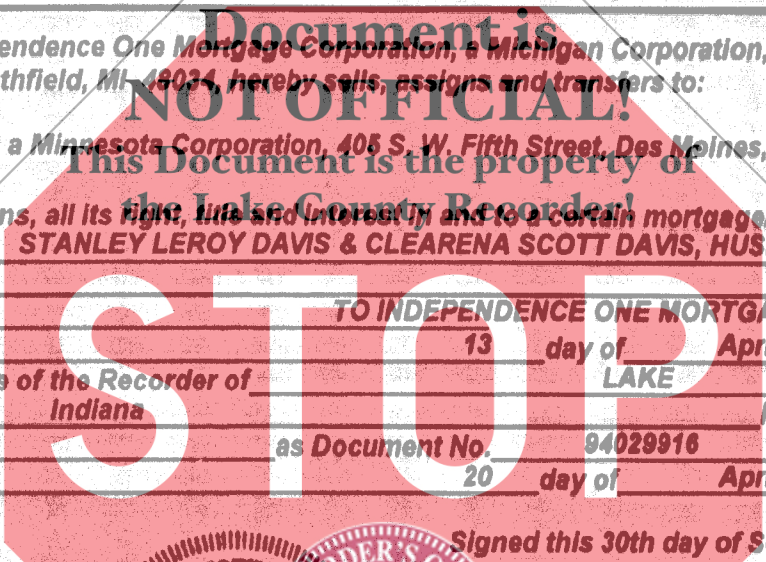 Document is
endence One Mortgage Corporation, a Michigan Corporation,
thfield, MI 48034, hereby sells, assigns and transfers to:
NOT OFFICIAL!
a Minnesota Corporation, 405 S. W. Fifth Street, Des Moines,
This Document is the property of
the Lake County Recorder!
ns, all its right, title and interest in and to a certain mortgage
STANLEY LEROY DAVIS & CLEARENA SCOTT DAVIS, HUS
STOP
TO INDEPENDENCE ONE MORTGA
13 day of Apr
e of the Recorder of LAKE
Indiana
as Document No. 94029916
20 day of Apr
Signed this 30th day of S
DER'S